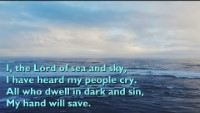 I, the Lord of sea and sky,
I have heard my people cry.
All who dwell in dark and sin,
My hand will save.